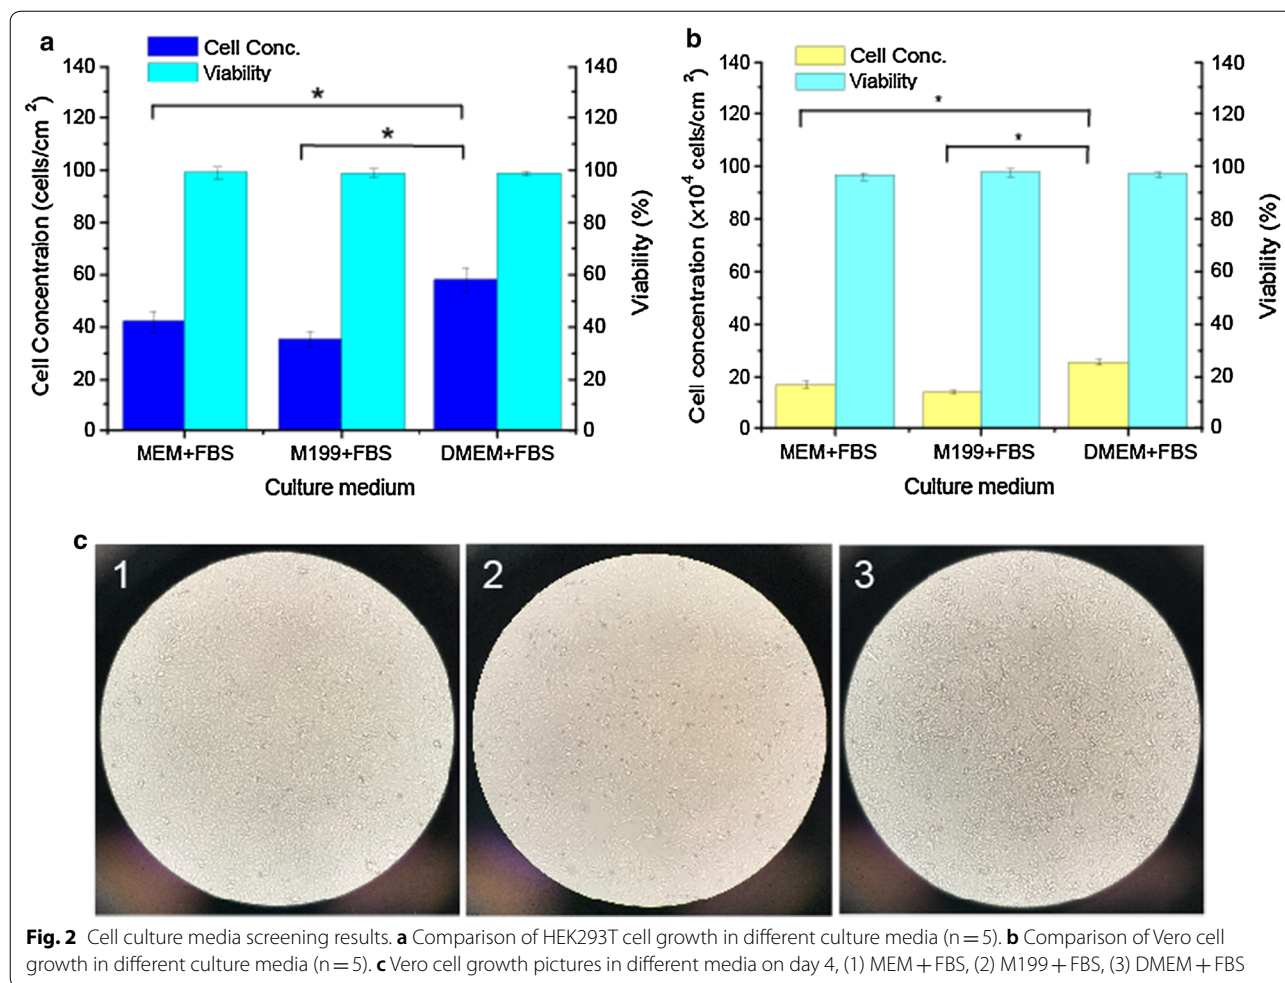 a
Cell Conc.
Viability
140
120
100
80
60
40
20
0
Cell Concentraion (cells/cm 2)
140
120
100
80
60
40
20
0
Viability (%)
*
*
MEM+FBS M199+FBS DMEM+FBS
Culture medium
b
Cell Conc.
Viability
140
120
100
80
60
40
20
0
Cell concentration (x10⁴ cells/cm ²)
140
120
100
80
60
40
20
0
Viability (%)
*
*
MEM+FBS M199+FBS DMEM+FBS
Culture medium
c
1
2
3
Fig. 2 Cell culture media screening results. a Comparison of HEK293T cell growth in different culture media (n = 5). b Comparison of Vero cell
growth in different culture media (n = 5). c Vero cell growth pictures in different media on day 4, (1) MEM + FBS, (2) M199 + FBS, (3) DMEM + FBS